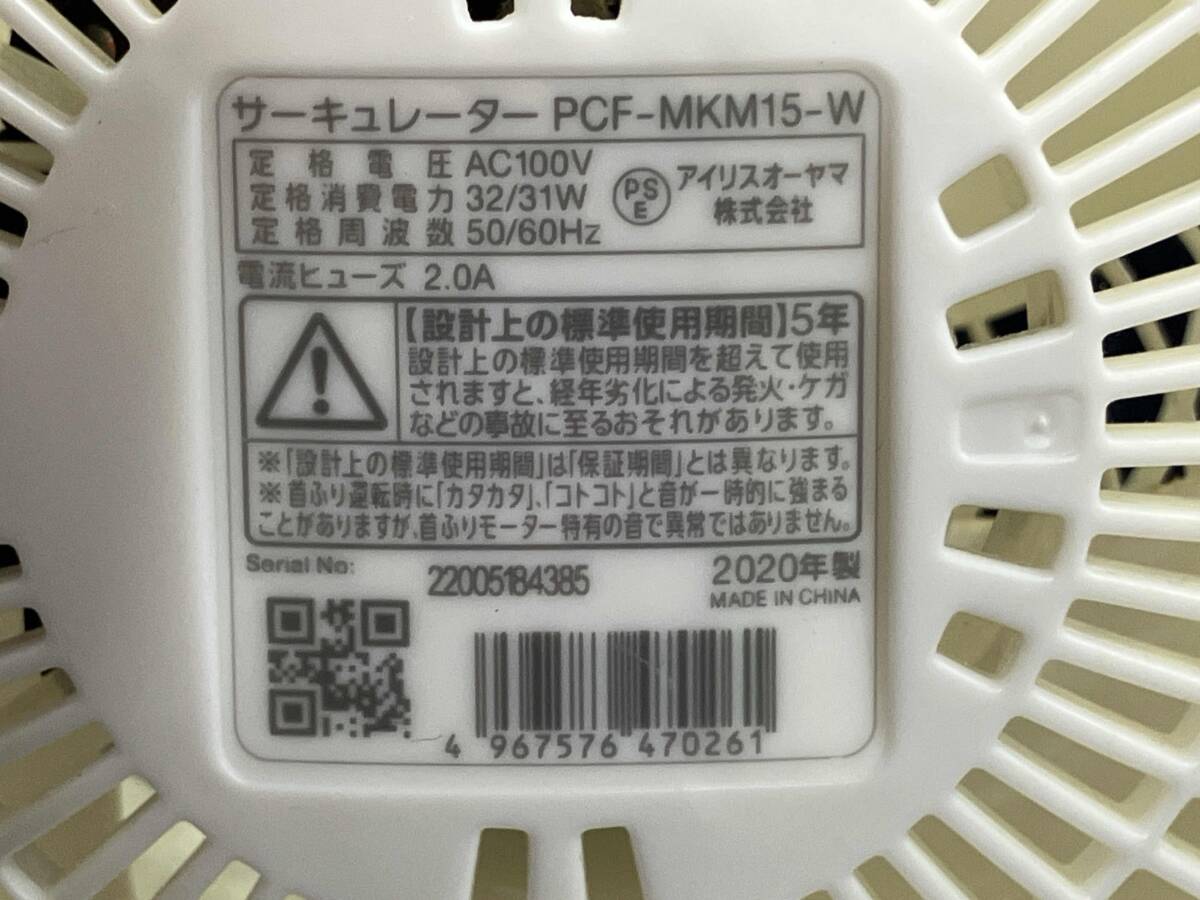 サーキュレーター PCF-MKM15-W
定格電圧 AC100V
定格消費電力 32/31W
定格周波数 50/60Hz
PS
E
アイリスオーヤマ
株式会社
電流ヒューズ 2.0A
【設計上の標準使用期間】5年
設計上の標準使用期間を超えて使用
されますと、経年劣化による発火・ケガ
などの事故に至るおそれがあります。
※「設計上の標準使用期間」は「保証期間」とは異なります。
※首ふり運転時に「カタカタ」、「コトコト」と音が一時的に強まる
ことがありますが、首ふりモーター特有の音で異常ではありません。
Serial No: 22005184385
2020年製
MADE IN CHINA
4 967576 470261